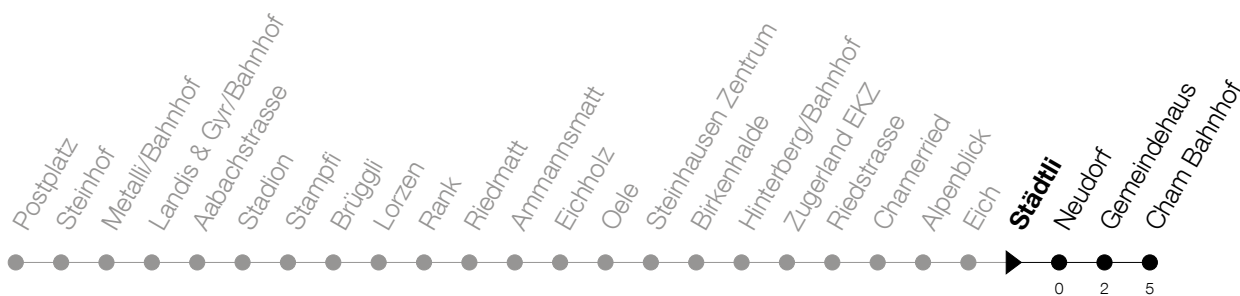 Postplatz
Steinhof
Metalli/Bahnhof
Landis & Gyr/Bahnhof
Aabachstrasse
Stadion
Stampfi
Brüggli
Lorzen
Rank
Riedmatt
Ammannsmatt
Eichholz
Oele
Steinhausen Zentrum
Birkenhalde
Hinterberg/Bahnhof
Zugerland EKZ
Riedstrasse
Chamerried
Alpenblick
Eich
Städtli
Neudorf
Gemeindehaus
Cham Bahnhof
0 2 5